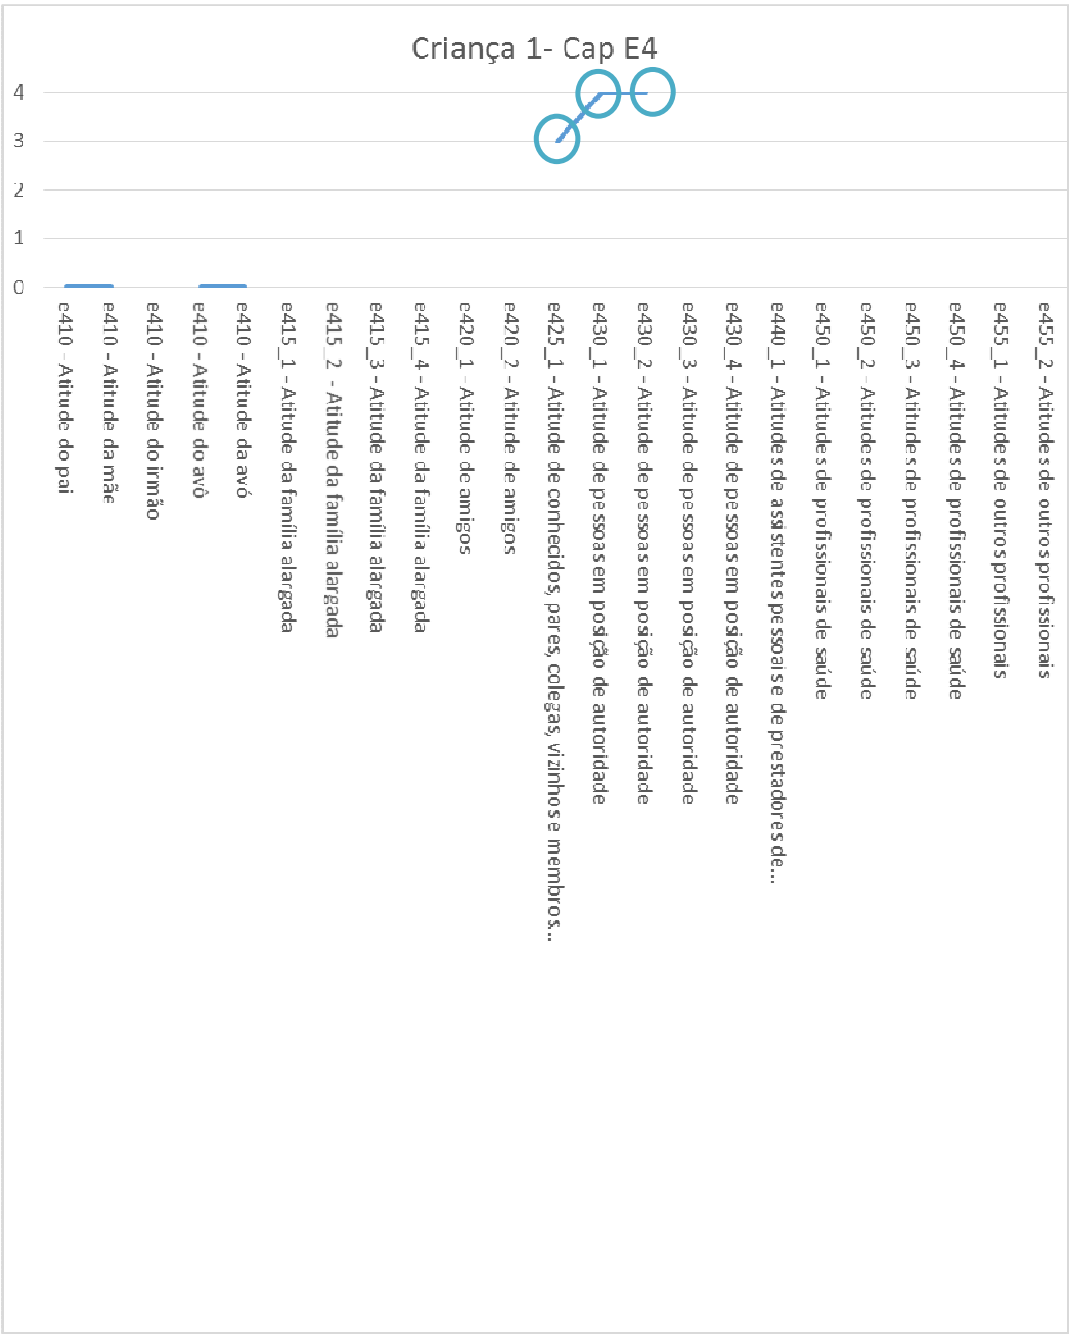 Criança 1- Cap E4
4
3
2
1
0
e410 - Atitude do pai
e410 - Atitude da mãe
e410 - Atitude do irmão
e410 - Atitude do avô
e410 - Atitude da avó
e415_1 - Atitude da família alargada
e415_2 - Atitude da família alargada
e415_3 - Atitude da família alargada
e415_4 - Atitude da família alargada
e420_1 - Atitude de amigos
e420_2 - Atitude de amigos
e425_1 - Atitude de conhecidos, pares, colegas, vizinhos e membros...
e430_1 - Atitude de pessoas em posição de autoridade
e430_2 - Atitude de pessoas em posição de autoridade
e430_3 - Atitude de pessoas em posição de autoridade
e430_4 - Atitude de pessoas em posição de autoridade
e440_1 - Atitudes de assistentes pessoais e de prestadores de...
e450_1 - Atitudes de profissionais de saúde
e450_2 - Atitudes de profissionais de saúde
e450_3 - Atitudes de profissionais de saúde
e450_4 - Atitudes de profissionais de saúde
e455_1 - Atitudes de outros profissionais
e455_2 - Atitudes de outros profissionais